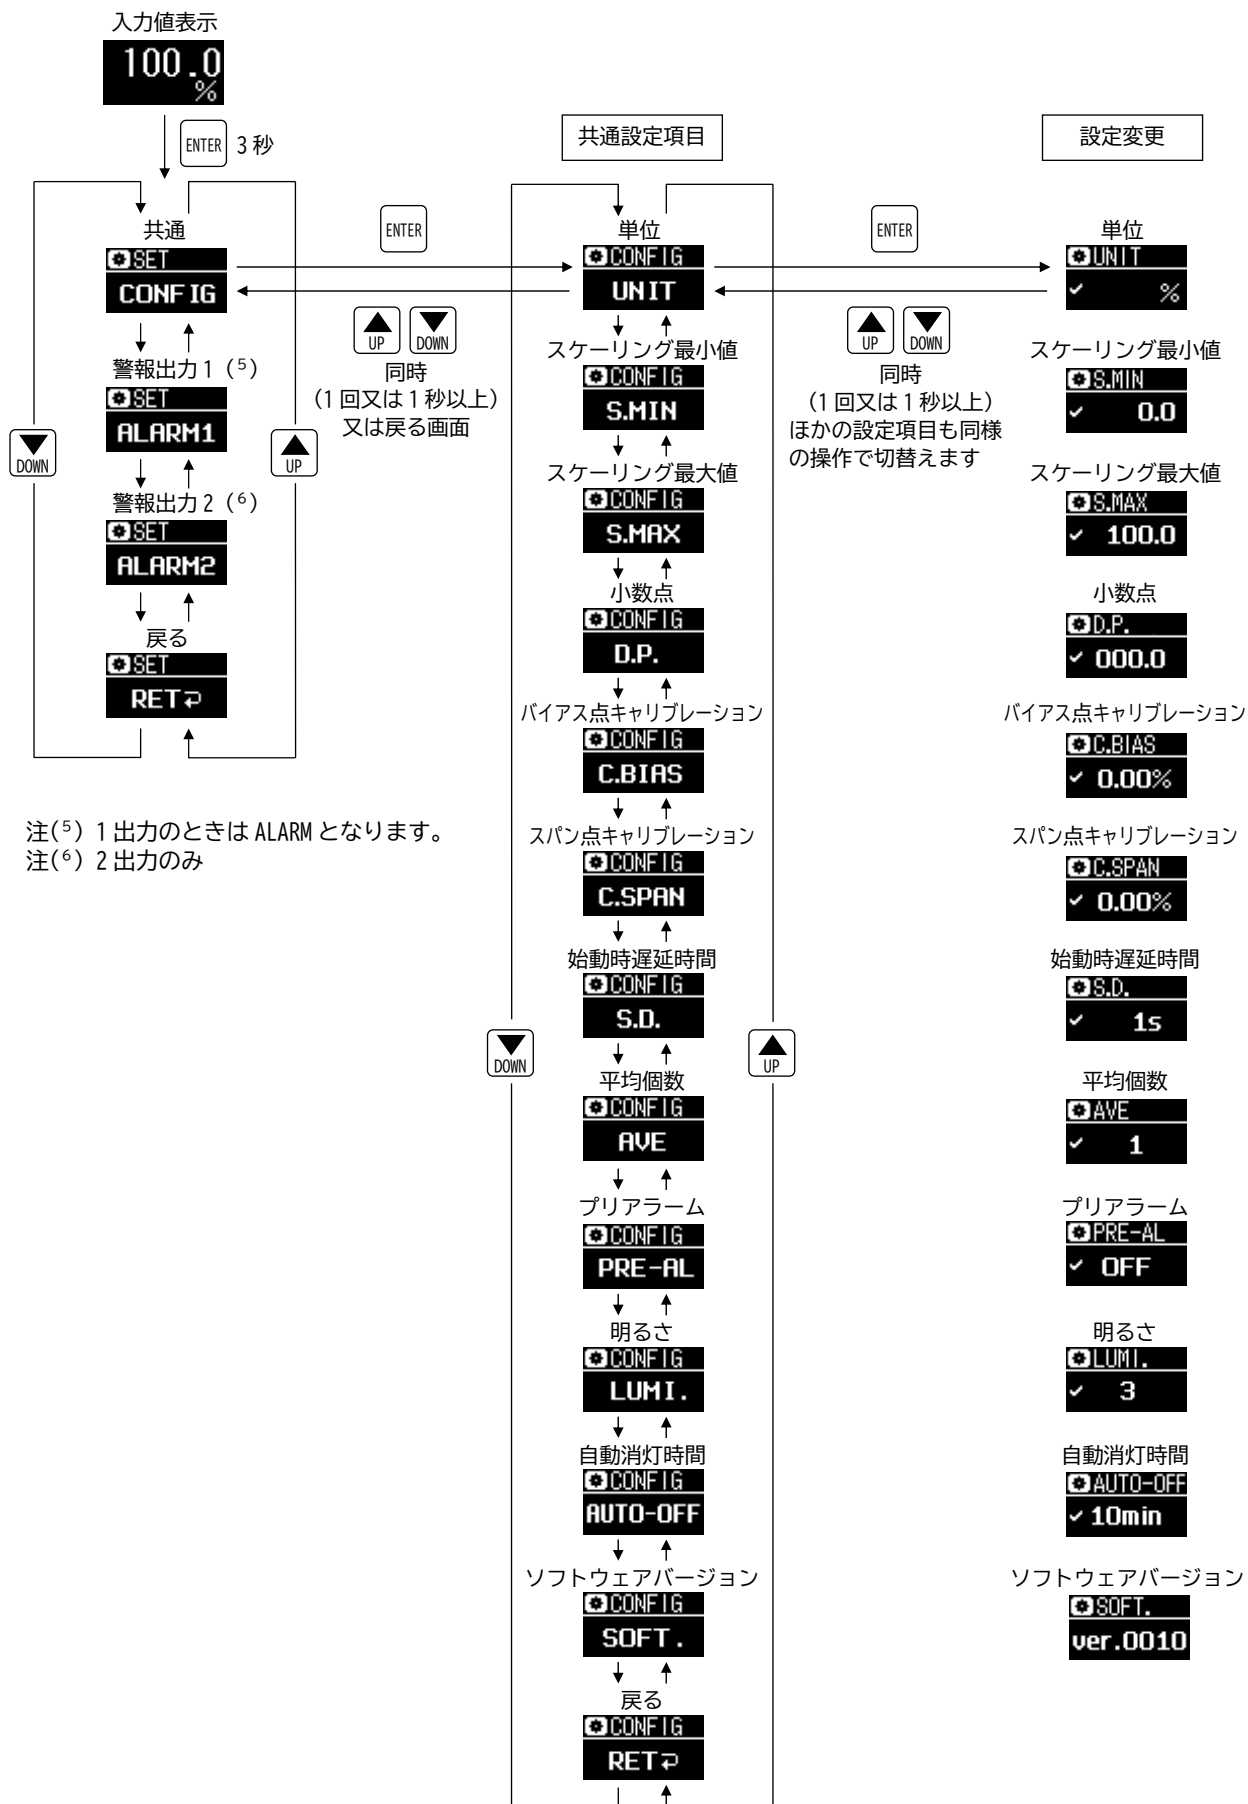 入力値表示
100.0
%
ENTER 3秒
共通
SET
CONFIG
警報出力1（⁵）
SET
ALARM1
警報出力2（⁶）
SET
ALARM2
戻る
SET
RET⮌
DOWN
UP
注(⁵) 1出力のときはALARMとなります。
注(⁶) 2出力のみ
ENTER
UP DOWN
同時
（1回又は1秒以上）
又は戻る画面
共通設定項目
単位
CONFIG
UNIT
スケーリング最小値
CONFIG
S.MIN
スケーリング最大値
CONFIG
S.MAX
小数点
CONFIG
D.P.
バイアス点キャリブレーション
CONFIG
C.BIAS
スパン点キャリブレーション
CONFIG
C.SPAN
始動時遅延時間
CONFIG
S.D.
平均個数
CONFIG
AVE
プリアラーム
CONFIG
PRE-AL
明るさ
CONFIG
LUMI.
自動消灯時間
CONFIG
AUTO-OFF
ソフトウェアバージョン
CONFIG
SOFT.
戻る
CONFIG
RET⮌
DOWN
UP
ENTER
UP DOWN
同時
（1回又は1秒以上）
ほかの設定項目も同様
の操作で切替えます
設定変更
単位
UNIT
✓ %
スケーリング最小値
S.MIN
✓ 0.0
スケーリング最大値
S.MAX
✓ 100.0
小数点
D.P.
✓ 000.0
バイアス点キャリブレーション
C.BIAS
✓ 0.00%
スパン点キャリブレーション
C.SPAN
✓ 0.00%
始動時遅延時間
S.D.
✓ 1s
平均個数
AVE
✓ 1
プリアラーム
PRE-AL
✓ OFF
明るさ
LUMI.
✓ 3
自動消灯時間
AUTO-OFF
✓ 10min
ソフトウェアバージョン
SOFT.
ver.0010